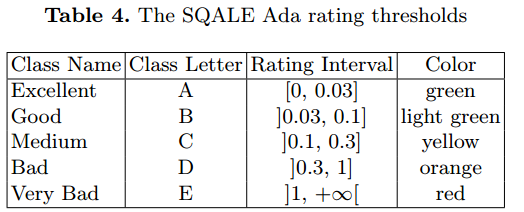 Table 4. The SQALE Ada rating thresholds
Class Name Class Letter Rating Interval Color
Excellent A [0, 0.03] green
Good B ]0.03, 0.1] light green
Medium C ]0.1, 0.3] yellow
Bad D ]0.3, 1] orange
Very Bad E ]1, +∞[ red